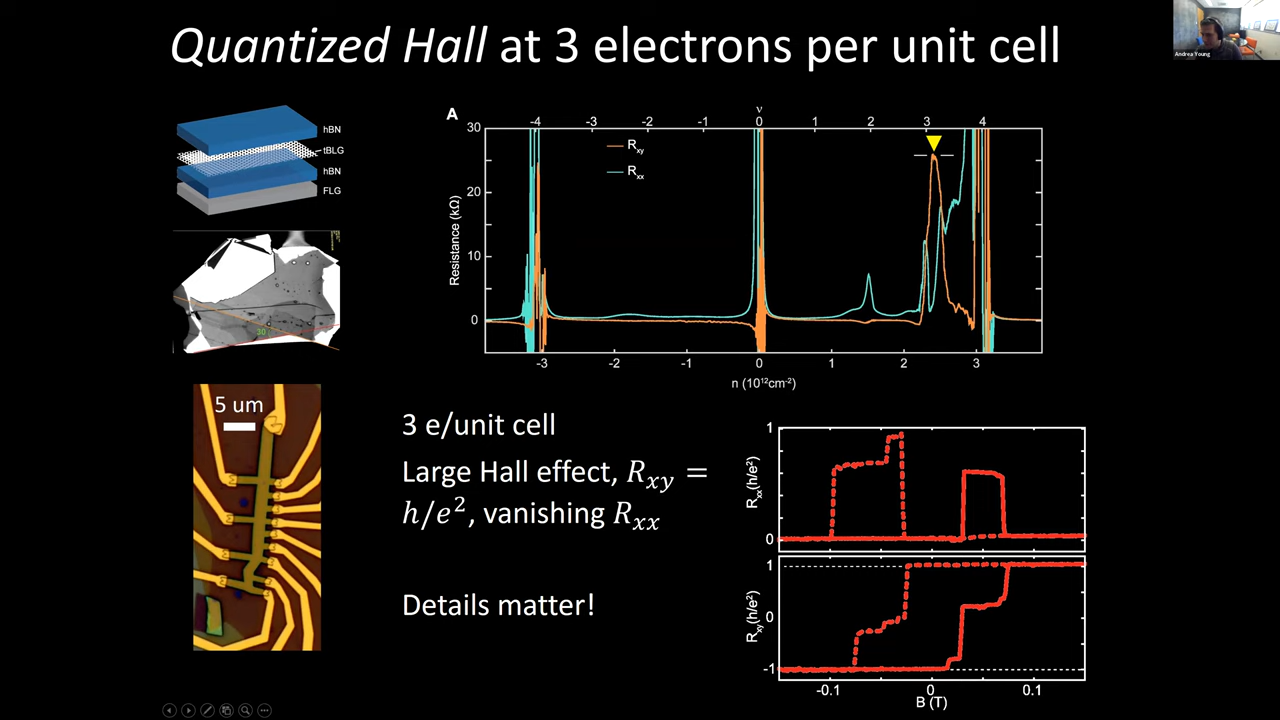 Quantized Hall at 3 electrons per unit cell
Andrea Young
hBN
tBLG
hBN
FLG
30
5 um
A
ν
-4 -3 -2 -1 0 1 2 3 4
30
20
10
0
Resistance (kΩ)
Rxy
Rxx
-3 -2 -1 0 1 2 3
n (10¹²cm⁻²)
3 e/unit cell
Large Hall effect, Rxy =
h/e², vanishing Rxx
Details matter!
1
0
Rxx(h/e²)
1
0
-1
Rxy(h/e²)
-0.1 0 0.1
B (T)